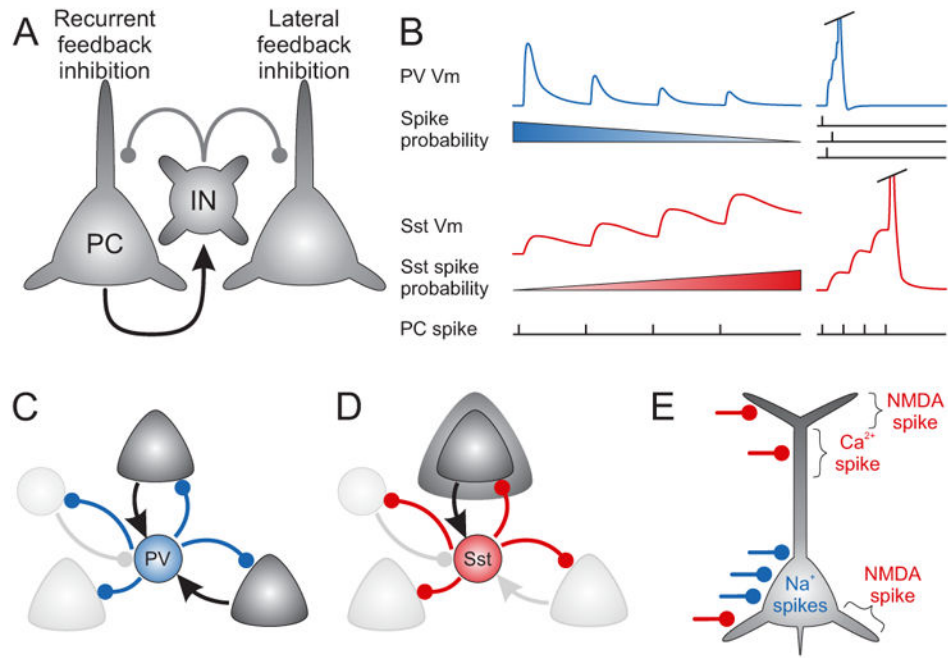 A
Recurrent
feedback
inhibition
Lateral
feedback
inhibition
IN
PC
B
PV Vm
Spike
probability
Sst Vm
Sst spike
probability
PC spike
C
PV
D
Sst
E
NMDA
spike
Ca²⁺
spike
Na⁺
spikes
NMDA
spike